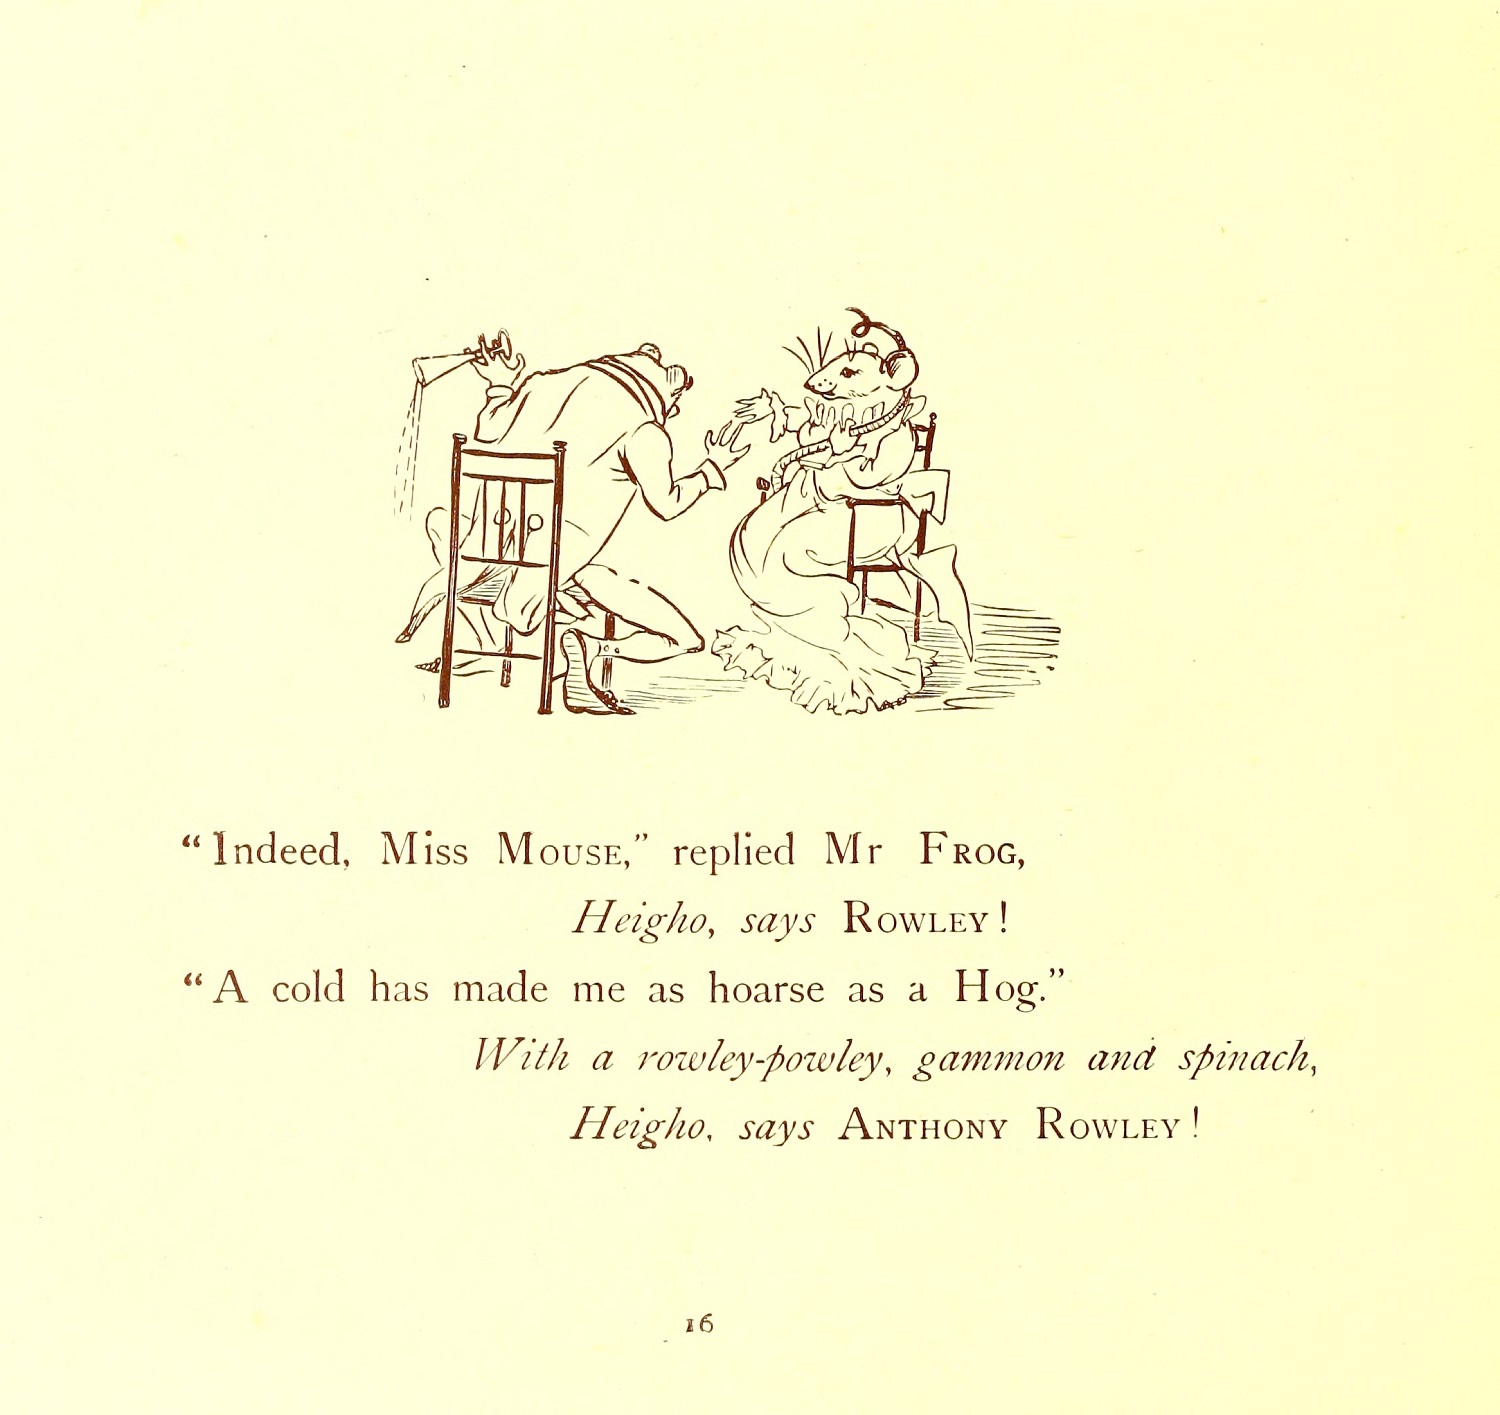 “Indeed, Miss Mouse,” replied Mr Frog,
Heigho, says Rowley!
“A cold has made me as hoarse as a Hog.”
With a rowley-powley, gammon and spinach,
Heigho, says Anthony Rowley!
16